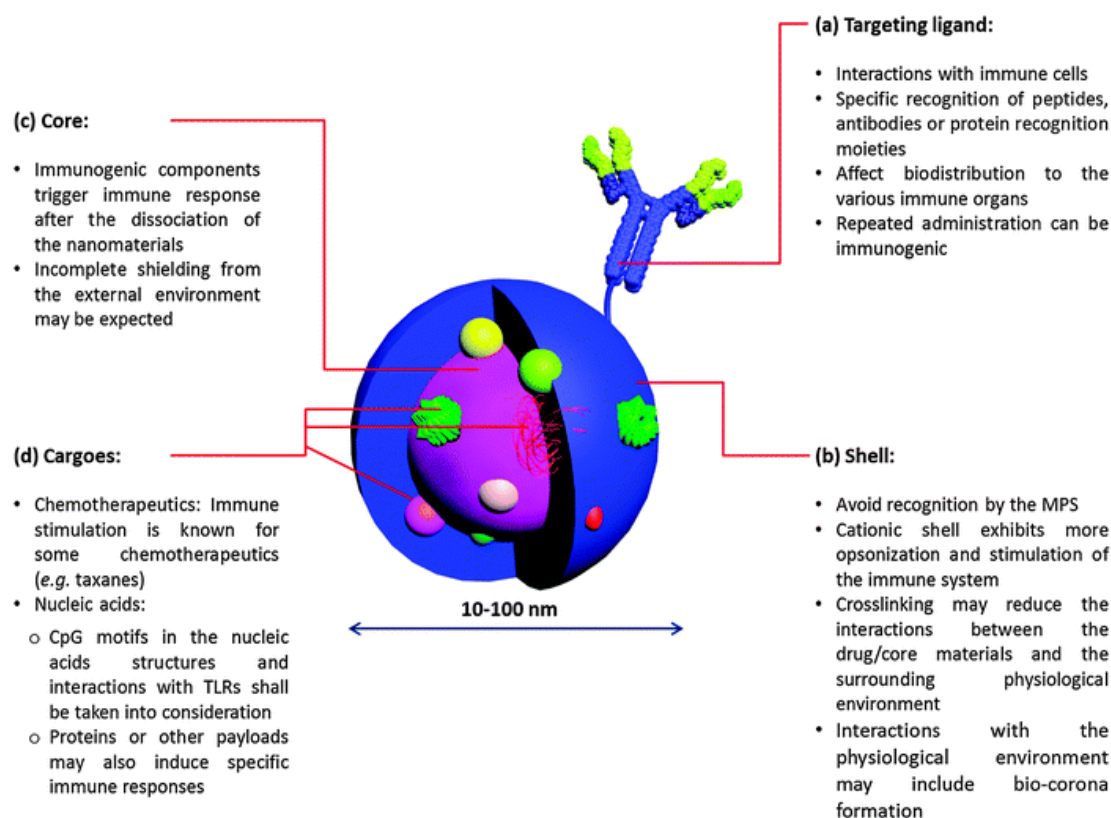 (a) Targeting ligand:
• Interactions with immune cells
• Specific recognition of peptides,
antibodies or protein recognition
moieties
• Affect biodistribution to the
various immune organs
• Repeated administration can be
immunogenic
(c) Core:
• Immunogenic components
trigger immune response
after the dissociation of
the nanomaterials
• Incomplete shielding from
the external environment
may be expected
(d) Cargoes:
• Chemotherapeutics: Immune
stimulation is known for
some chemotherapeutics
(e.g. taxanes)
• Nucleic acids:
o CpG motifs in the nucleic
acids structures and
interactions with TLRs shall
be taken into consideration
o Proteins or other payloads
may also induce specific
immune responses
10-100 nm
(b) Shell:
• Avoid recognition by the MPS
• Cationic shell exhibits more
opsonization and stimulation of
the immune system
• Crosslinking may reduce the
interactions between the
drug/core materials and the
surrounding physiological
environment
• Interactions with the
physiological environment
may include bio-corona
formation